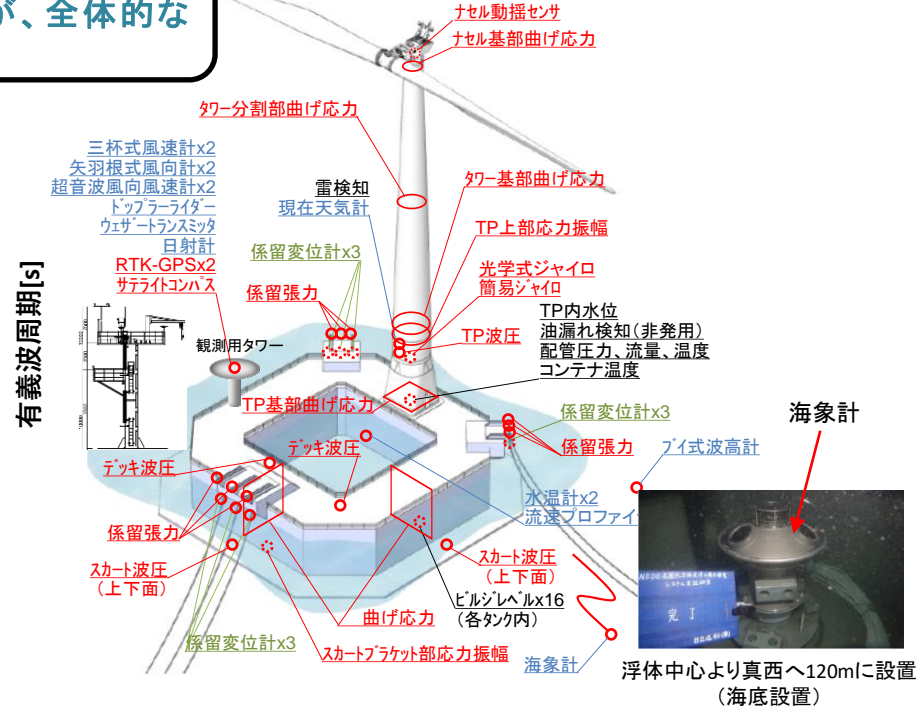 が、全体的な
ナセル動揺センサ
ナセル基部曲げ応力
タワー分割部曲げ応力
三杯式風速計x2
矢羽根式風向計x2
超音波風向風速計x2
ドップラーライダー
ウェザートランスミッタ
日射計
RTK-GPSx2
サテライトコンパス
雷検知
現在天気計
係留変位計x3
係留張力
タワー基部曲げ応力
TP上部応力振幅
光学式ジャイロ
簡易ジャイロ
TP波圧
TP内水位
油漏れ検知(非発用)
配管圧力、流量、温度
コンテナ温度
有義波周期[s]
観測用タワー
TP基部曲げ応力
係留変位計x3
係留張力
海象計
ブイ式波高計
デッキ波圧
デッキ波圧
水温計x2
流速プロファイ
係留張力
スカート波圧
(上下面)
スカート波圧
(上下面)
ビルジレベルx16
(各タンク内)
曲げ応力
係留変位計x3
スカートブラケット部応力振幅
海象計
完了
浮体中心より真西へ120mに設置
(海底設置)